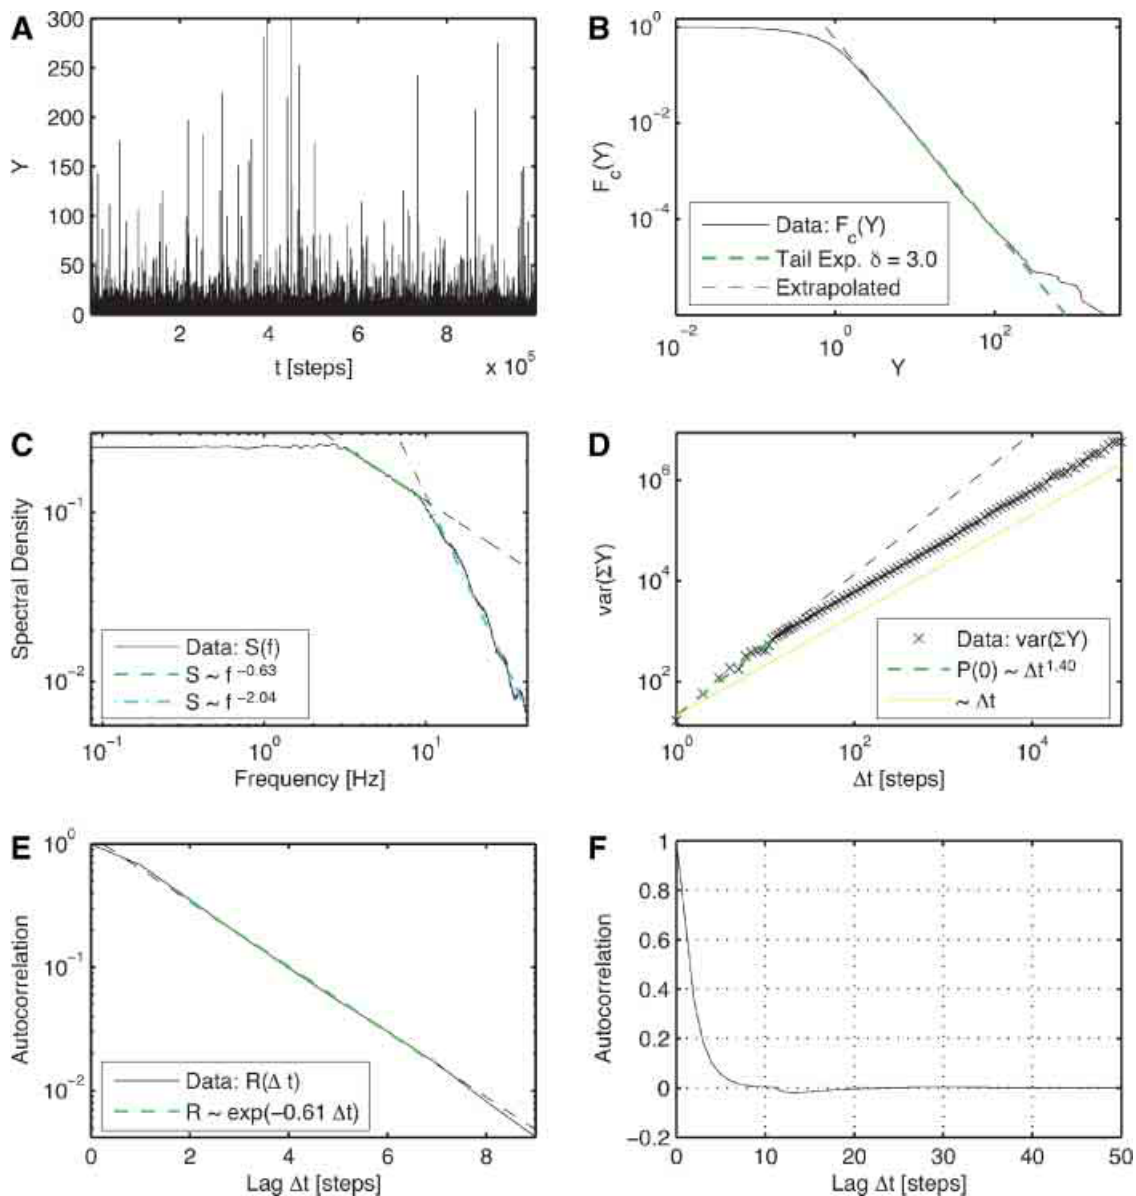 A
300
250
200
150
100
50
0
Y
2
4
6
8
x 10^5
t [steps]
B
10^0
10^-2
10^-4
F_c(Y)
Data: F_c(Y)
Tail Exp. δ = 3.0
Extrapolated
10^-2
10^0
10^2
Y
C
10^-1
10^-2
Spectral Density
Data: S(f)
S ~ f^-0.63
S ~ f^-2.04
10^-1
10^0
10^1
Frequency [Hz]
D
10^6
10^4
10^2
var(ΣY)
Data: var(ΣY)
P(0) ~ Δt^1.40
~ Δt
10^0
10^2
10^4
Δt [steps]
E
10^0
10^-1
10^-2
Autocorrelation
Data: R(Δ t)
R ~ exp(-0.61 Δt)
0
2
4
6
8
Lag Δt [steps]
F
1
0.8
0.6
0.4
0.2
0
-0.2
Autocorrelation
0
10
20
30
40
50
Lag Δt [steps]